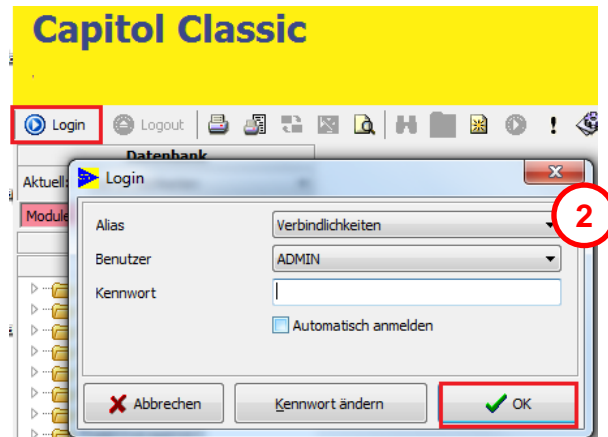 Capitol Classic
Login
Logout
Datenbank
Aktuell:
Module
Login
2
Alias
Verbindlichkeiten
Benutzer
ADMIN
Kennwort
Automatisch anmelden
Abbrechen
Kennwort ändern
OK